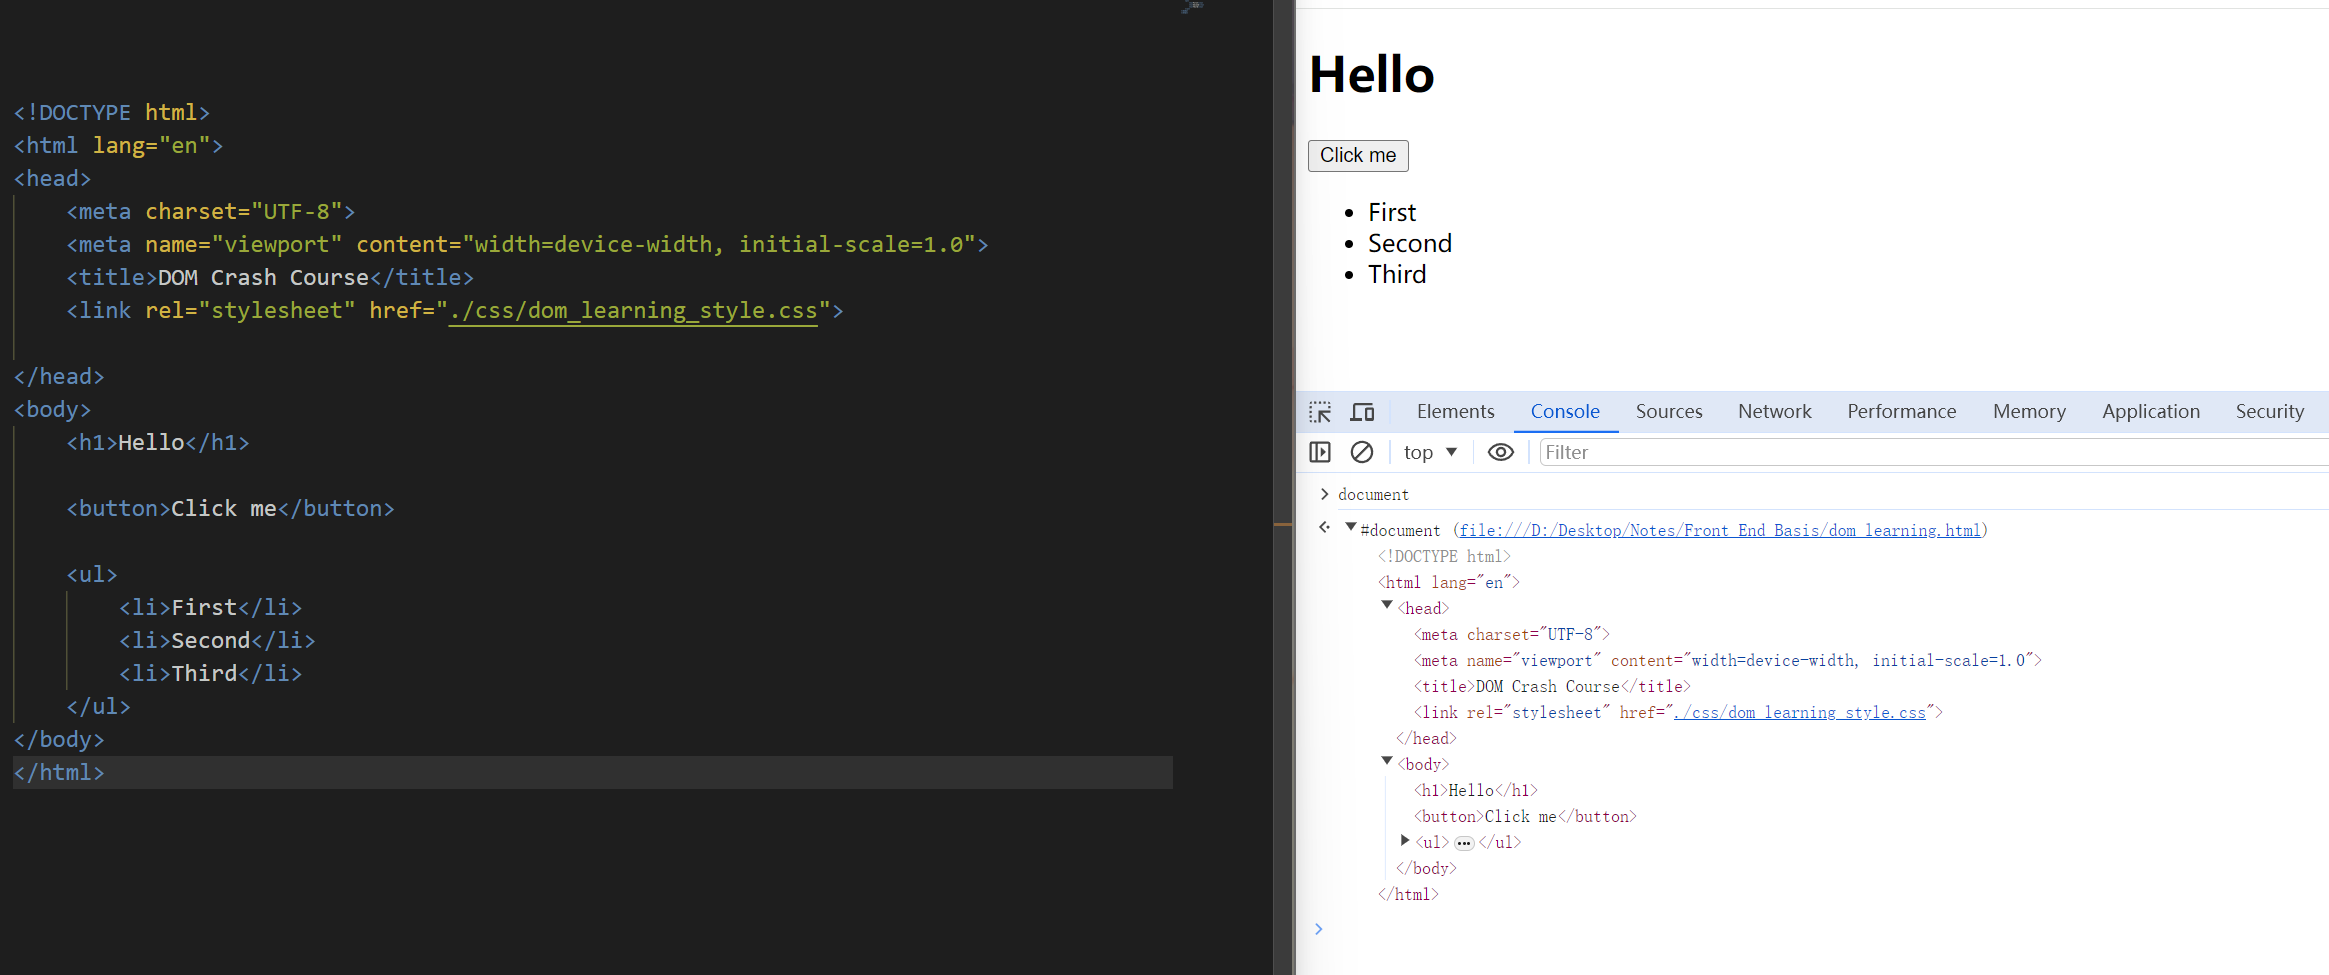 <!DOCTYPE html>
<html lang="en">
<head>
    <meta charset="UTF-8">
    <meta name="viewport" content="width=device-width, initial-scale=1.0">
    <title>DOM Crash Course</title>
    <link rel="stylesheet" href="./css/dom_learning_style.css">
</head>
<body>
    <h1>Hello</h1>
    <button>Click me</button>
    <ul>
        <li>First</li>
        <li>Second</li>
        <li>Third</li>
    </ul>
</body>
</html>
Hello
Click me
First
Second
Third
Elements Console Sources Network Performance Memory Application Security
top Filter
document
#document (file:///D:/Desktop/Notes/Front End Basis/dom_learning.html)
<!DOCTYPE html>
<html lang="en">
<head>
<meta charset="UTF-8">
<meta name="viewport" content="width=device-width, initial-scale=1.0">
<title>DOM Crash Course</title>
<link rel="stylesheet" href="./css/dom_learning_style.css">
</head>
<body>
<h1>Hello</h1>
<button>Click me</button>
<ul>…</ul>
</body>
</html>